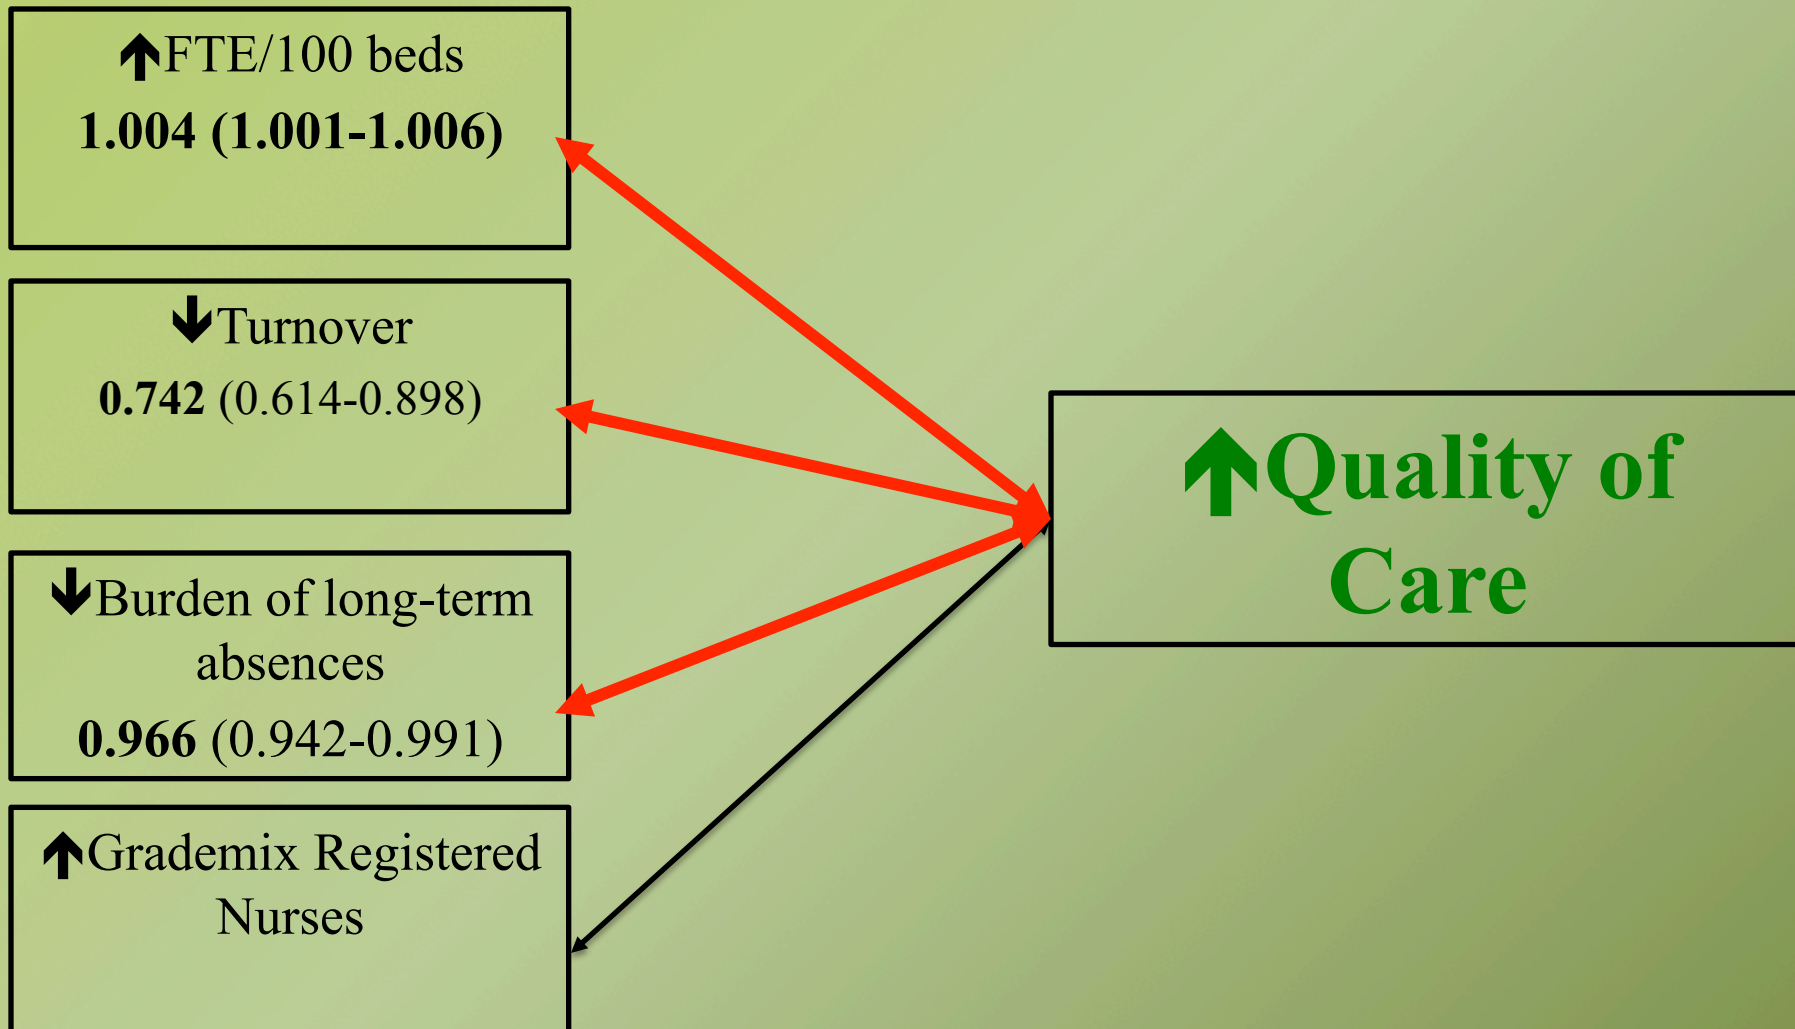 ↑FTE/100 beds
1.004 (1.001-1.006)
↓Turnover
0.742 (0.614-0.898)
↓Burden of long-term
absences
0.966 (0.942-0.991)
↑Grademix Registered
Nurses
↑Quality of
Care